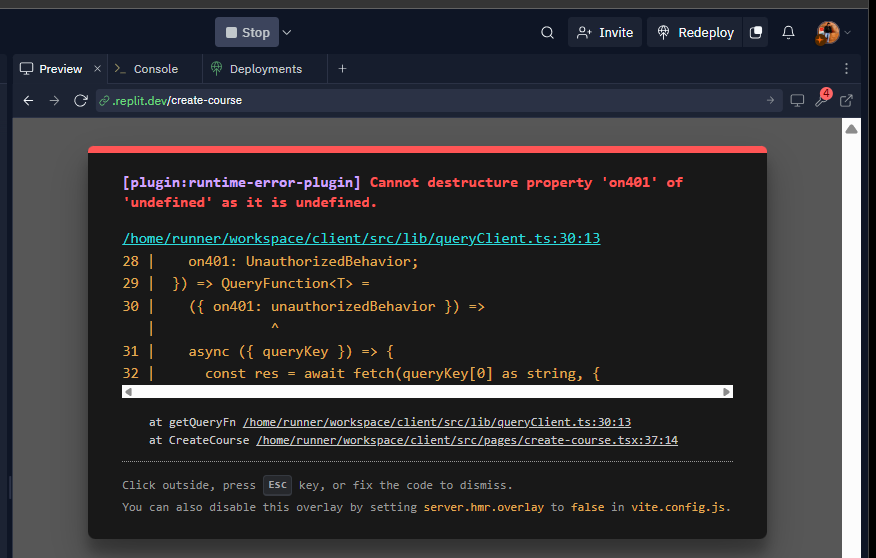 Stop
Invite
Redeploy
Preview
Console
Deployments
.replit.dev/create-course
4
[plugin:runtime-error-plugin] Cannot destructure property 'on401' of
'undefined' as it is undefined.
/home/runner/workspace/client/src/lib/queryClient.ts:30:13
28 |    on401: UnauthorizedBehavior;
29 |  }) => QueryFunction<T> =
30 |    ({ on401: unauthorizedBehavior }) =>
   |              ^
31 |    async ({ queryKey }) => {
32 |      const res = await fetch(queryKey[0] as string, {
at getQueryFn /home/runner/workspace/client/src/lib/queryClient.ts:30:13
at CreateCourse /home/runner/workspace/client/src/pages/create-course.tsx:37:14
Click outside, press Esc key, or fix the code to dismiss.
You can also disable this overlay by setting server.hmr.overlay to false in vite.config.js.